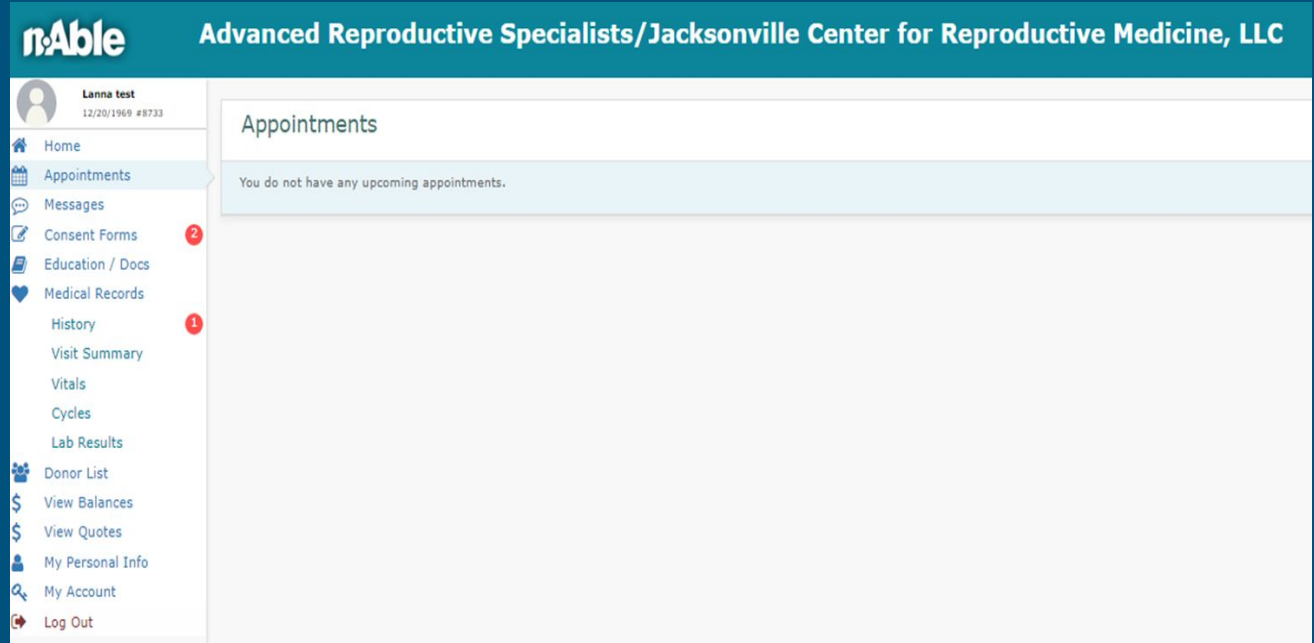 nAble
Advanced Reproductive Specialists/Jacksonville Center for Reproductive Medicine, LLC
Lanna test
12/20/1969 #8733
Home
Appointments
Messages
Consent Forms 2
Education / Docs
Medical Records
History 1
Visit Summary
Vitals
Cycles
Lab Results
Donor List
$ View Balances
$ View Quotes
My Personal Info
My Account
Log Out
Appointments
You do not have any upcoming appointments.